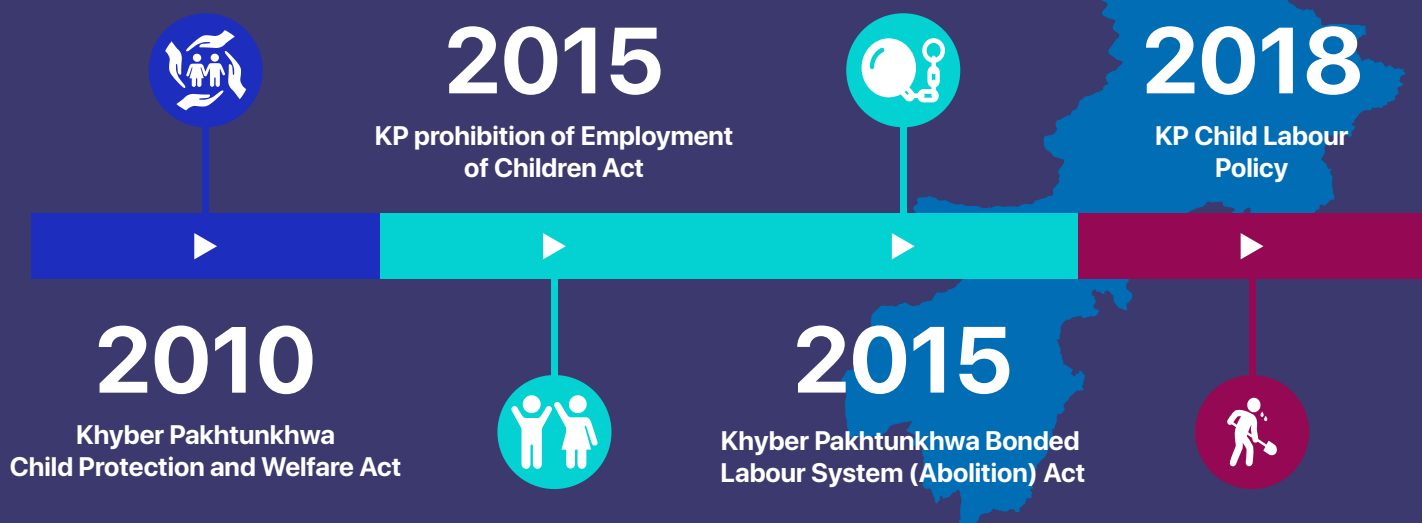 2010
Khyber Pakhtunkhwa
Child Protection and Welfare Act
2015
KP prohibition of Employment
of Children Act
2015
Khyber Pakhtunkhwa Bonded
Labour System (Abolition) Act
2018
KP Child Labour
Policy